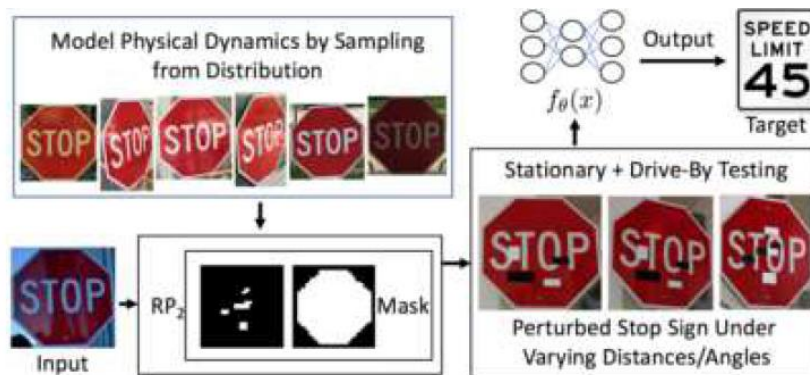 Model Physical Dynamics by Sampling
from Distribution
STOP STOP STOP STOP STOP STOP
Output
SPEED
LIMIT
45
fθ(x)
Target
Stationary + Drive-By Testing
STOP STOP STOP
Perturbed Stop Sign Under
Varying Distances/Angles
STOP
Input
RP₂
Mask